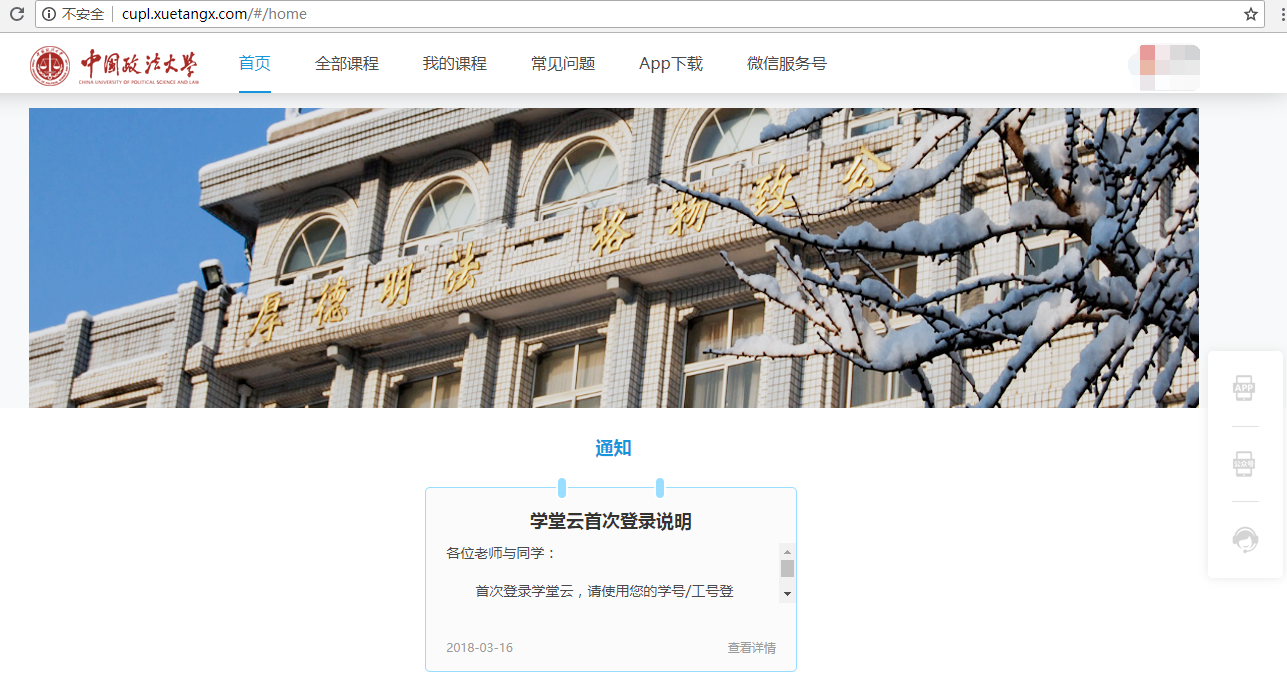 不安全 cupl.xuetangx.com/#/home
中国政法大学
CHINA UNIVERSITY OF POLITICAL SCIENCE AND LAW
首页 全部课程 我的课程 常见问题 App下载 微信服务号
厚德明法 格物致公
APP
公众号
通知
学堂云首次登录说明
各位老师与同学：
首次登录学堂云，请使用您的学号/工号登
2018-03-16 查看详情